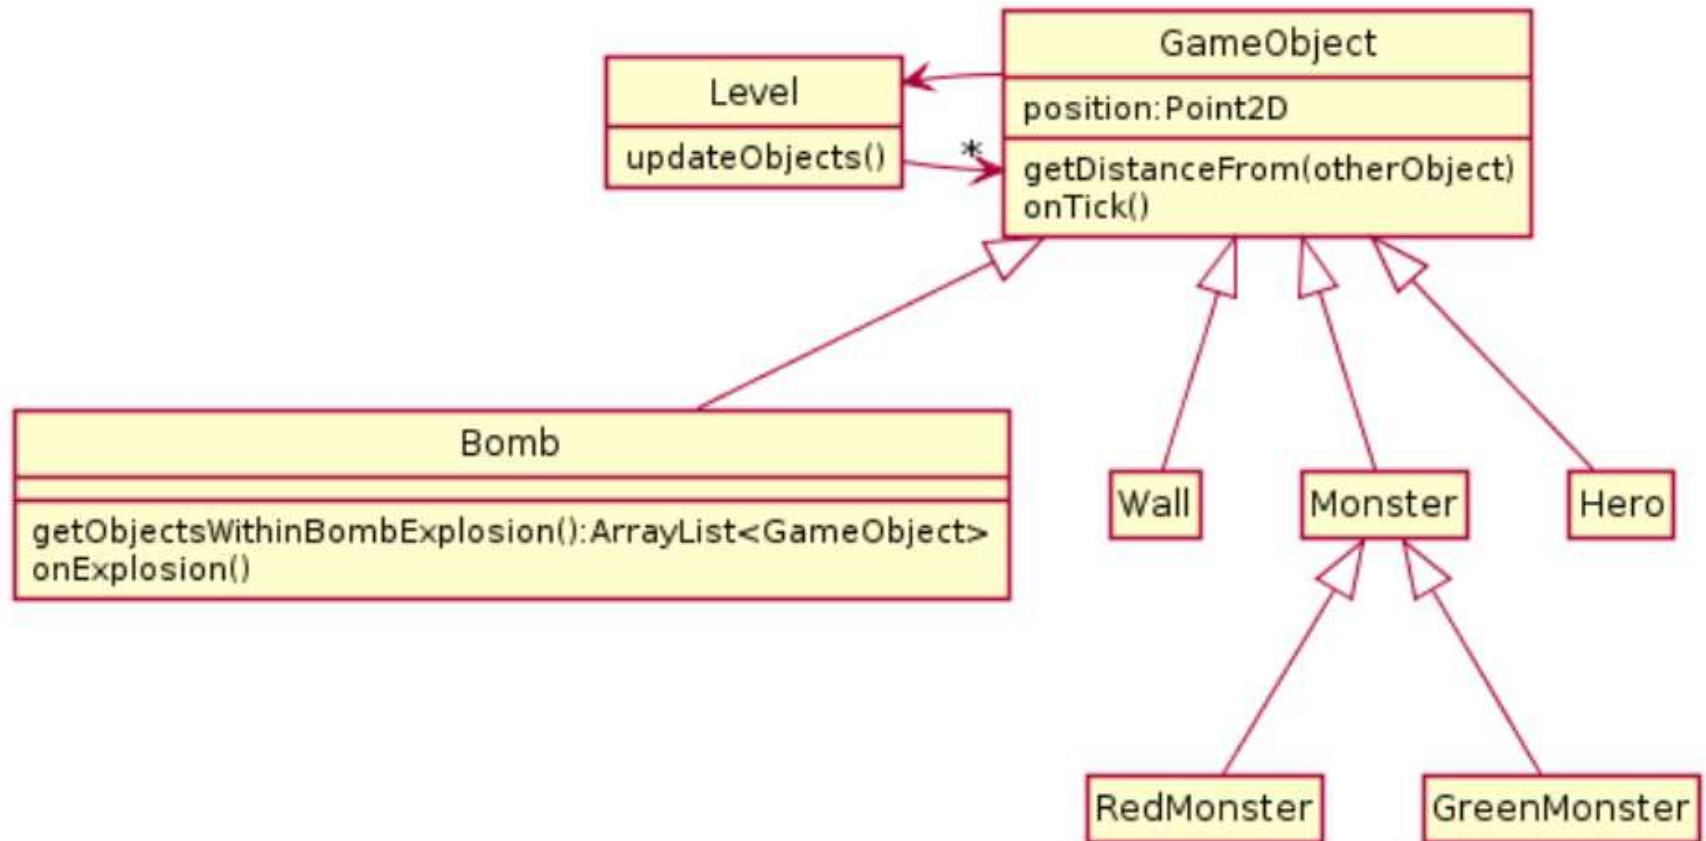 Level
updateObjects()
*
GameObject
position:Point2D
getDistanceFrom(otherObject)
onTick()
Bomb
getObjectsWithinBombExplosion():ArrayList<GameObject>
onExplosion()
Wall
Monster
Hero
RedMonster
GreenMonster